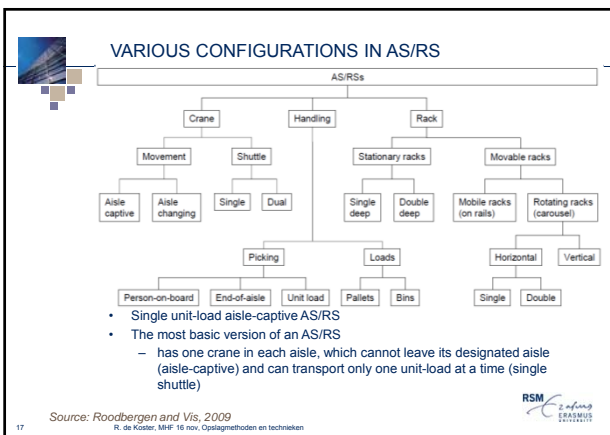 VARIOUS CONFIGURATIONS IN AS/RS
AS/RSs
Crane Handling Rack
Movement Shuttle Stationary racks Movable racks
Aisle captive
Aisle changing
Single
Dual
Single deep
Double deep
Mobile racks (on rails)
Rotating racks (carousel)
Picking Loads Horizontal Vertical
Person-on-board End-of-aisle Unit load Pallets Bins Single Double
• Single unit-load aisle-captive AS/RS
• The most basic version of an AS/RS
– has one crane in each aisle, which cannot leave its designated aisle
(aisle-captive) and can transport only one unit-load at a time (single
shuttle)
Source: Roodbergen and Vis, 2009
17 R. de Koster, MHF 16 nov, Opslagmethoden en technieken
RSM
Erasmus
ERASMUS
UNIVERSITY